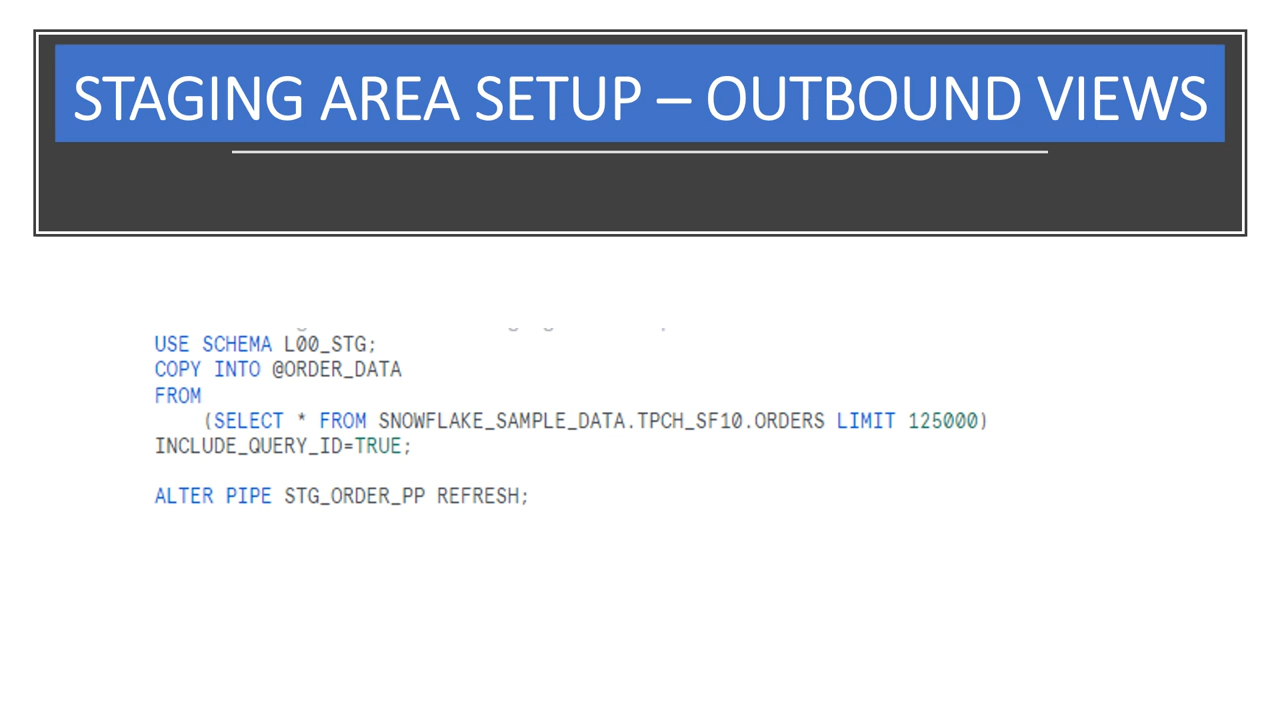 STAGING AREA SETUP – OUTBOUND VIEWS
USE SCHEMA L00_STG;
COPY INTO @ORDER_DATA
FROM
(SELECT * FROM SNOWFLAKE_SAMPLE_DATA.TPCH_SF10.ORDERS LIMIT 125000)
INCLUDE_QUERY_ID=TRUE;
ALTER PIPE STG_ORDER_PP REFRESH;